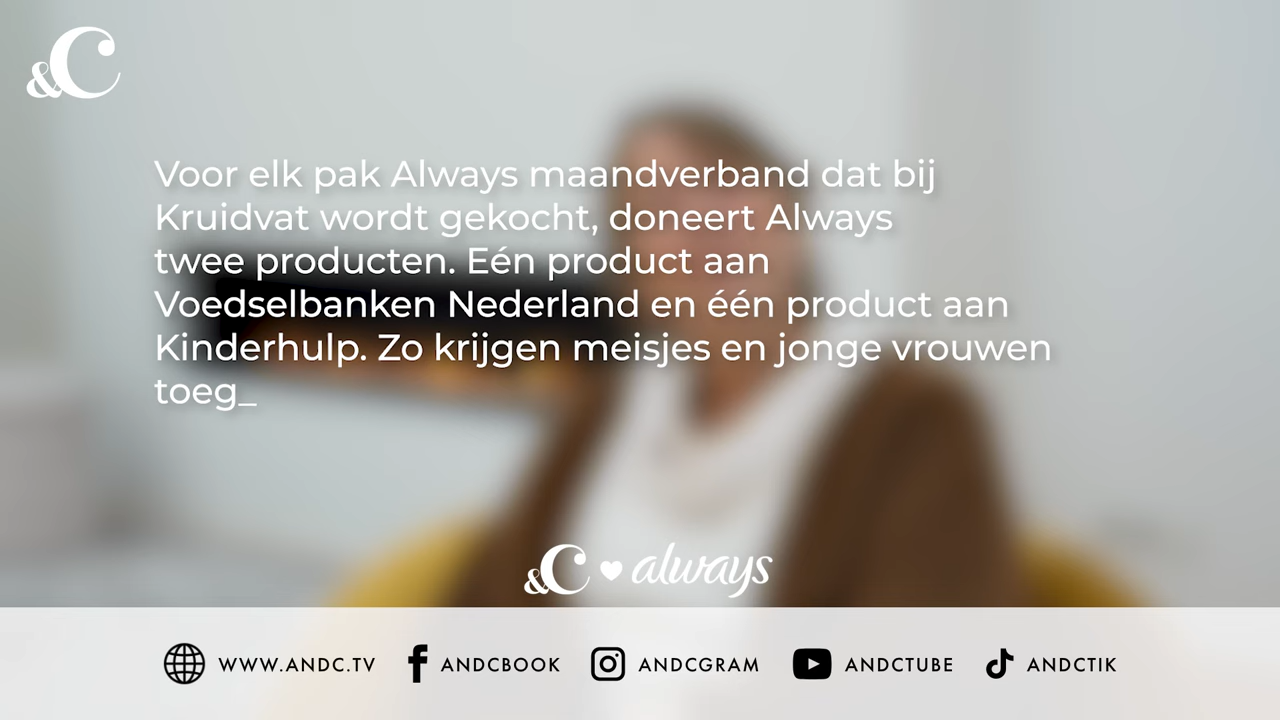 &C
Voor elk pak Always maandverband dat bij
Kruidvat wordt gekocht, doneert Always
twee producten. Eén product aan
Voedselbanken Nederland en één product aan
Kinderhulp. Zo krijgen meisjes en jonge vrouwen
toeg_
&C always
WWW.ANDC.TV ANDCBOOK ANDCGRAM ANDCTUBE ANDCTIK